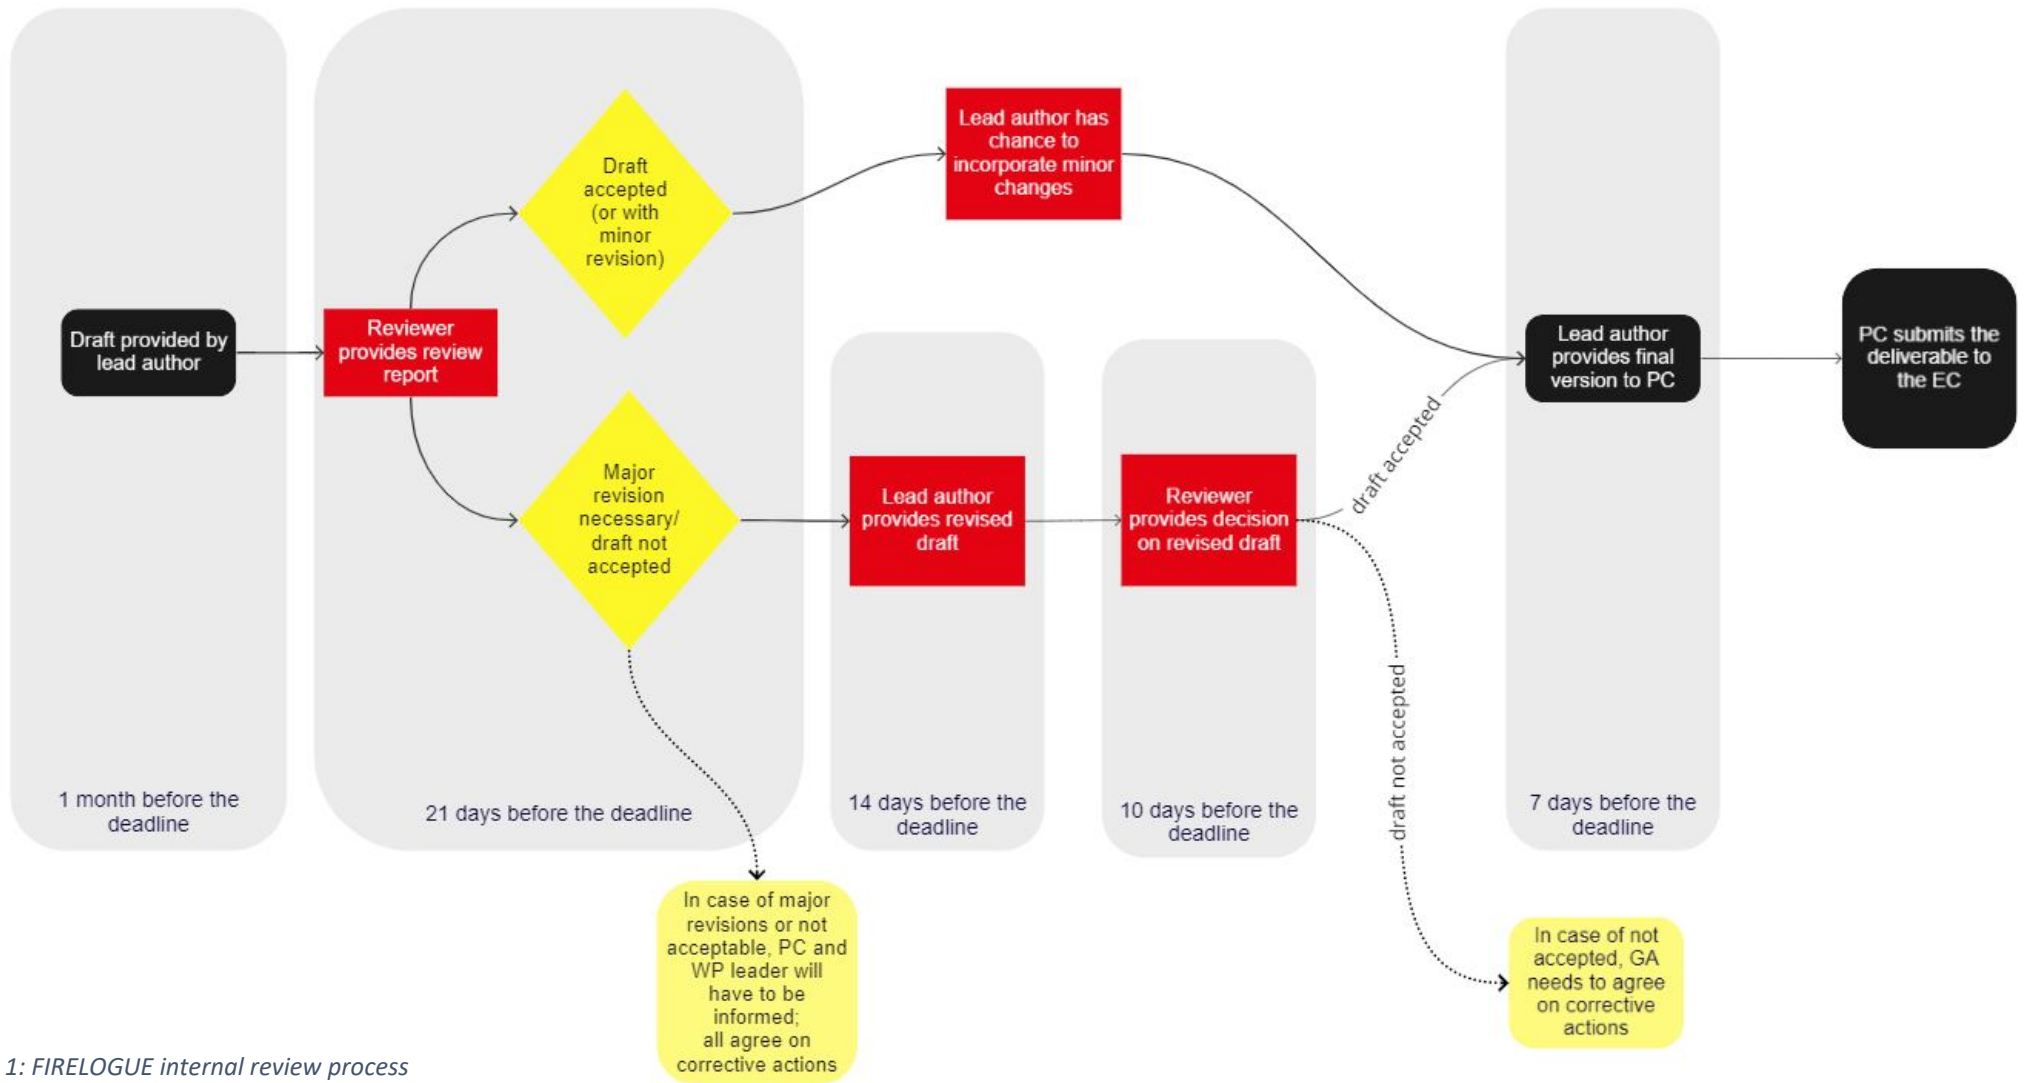 Draft provided by
lead author
1 month before the
deadline
Reviewer
provides review
report
Draft
accepted
(or with
minor
revision)
Major
revision
necessary/
draft not
accepted
21 days before the deadline
In case of major
revisions or not
acceptable, PC and
WP leader will
have to be
informed;
all agree on
corrective actions
Lead author has
chance to
incorporate minor
changes
Lead author
provides revised
draft
14 days before the
deadline
Reviewer
provides decision
on revised draft
10 days before the
deadline
draft accepted
draft not accepted
Lead author
provides final
version to PC
7 days before the
deadline
In case of not
accepted, GA
needs to agree
on corrective
actions
PC submits the
deliverable to
the EC
1: FIRELOGUE internal review process